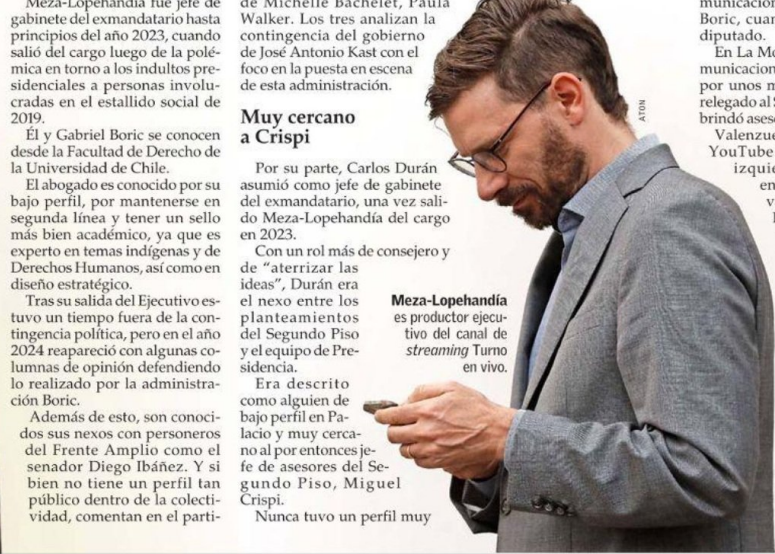 Meza-Lopehandía fue jefe de
gabinete del exmandatario hasta
principios del año 2023, cuando
salió del cargo luego de la polé-
mica en torno a los indultos pre-
sidenciales a personas involu-
cradas en el estallido social de
2019.
Él y Gabriel Boric se conocen
desde la Facultad de Derecho de
la Universidad de Chile.
El abogado es conocido por su
bajo perfil, por mantenerse en
segunda línea y tener un sello
más bien académico, ya que es
experto en temas indígenas y de
Derechos Humanos, así como en
diseño estratégico.
Tras su salida del Ejecutivo es-
tuvo un tiempo fuera de la con-
tingencia política, pero en el año
2024 reapareció con algunas co-
lumnas de opinión defendiendo
lo realizado por la administra-
ción Boric.
Además de esto, son conoci-
dos sus nexos con personeros
del Frente Amplio como el
senador Diego Ibáñez. Y si
bien no tiene un perfil tan
público dentro de la colecti-
vidad, comentan en el parti-
de Michelle Bachelet, Paula
Walker. Los tres analizan la
contingencia del gobierno
de José Antonio Kast con el
foco en la puesta en escena
de esta administración.
Muy cercano
a Crispi
Por su parte, Carlos Durán
asumió como jefe de gabinete
del exmandatario, una vez sali-
do Meza-Lopehandía del cargo
en 2023.
Con un rol más de consejero y
de "aterrizar las
ideas", Durán era
el nexo entre los
planteamientos
del Segundo Piso
y el equipo de Pre-
sidencia.
Era descrito
como alguien de
bajo perfil en Pa-
lacio y muy cerca-
no al por entonces je-
fe de asesores del Se-
gundo Piso, Miguel
Crispi.
Nunca tuvo un perfil muy
Meza-Lopehandía
es productor ejecu-
tivo del canal de
streaming Turno
en vivo.
ATON
municacion
Boric, cuan
diputado.
En La Mo
municacion
por unos m
relegado al S
brindó aseso
Valenzue
YouTube
izquie
en
v